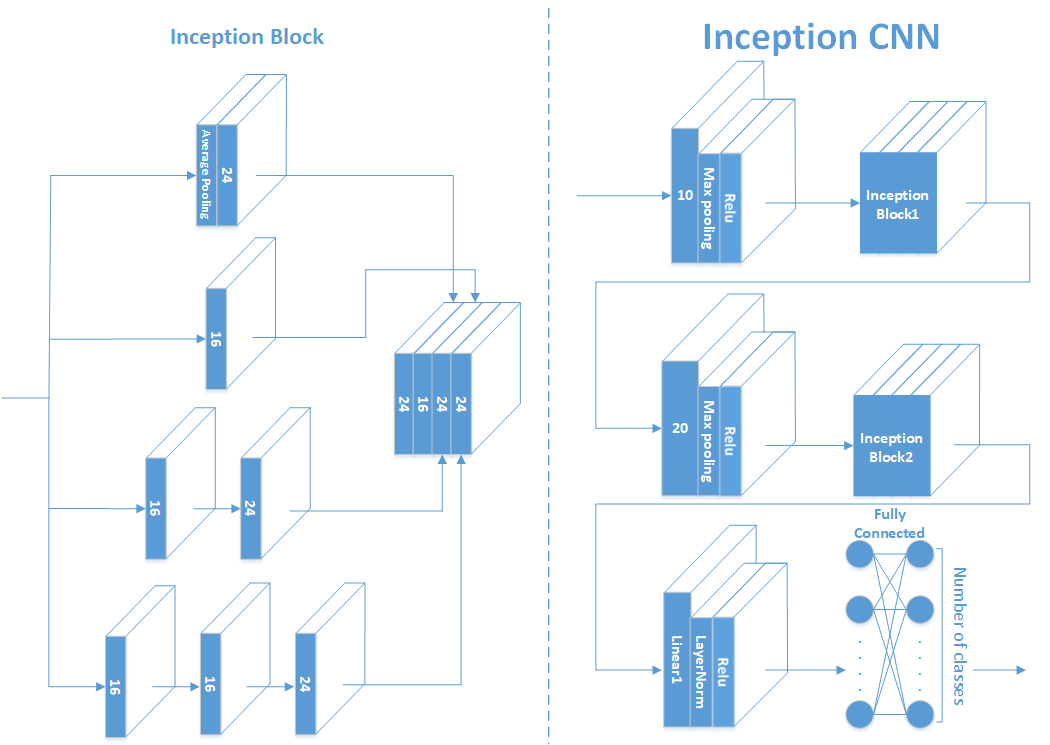 Inception Block
Average Pooling
24
16
24
16
24
24
16
24
16
16
24
Inception CNN
10
Max pooling
Relu
Inception
Block1
20
Max pooling
Relu
Inception
Block2
Linear1
LayerNorm
Relu
Fully
Connected
Number of classes